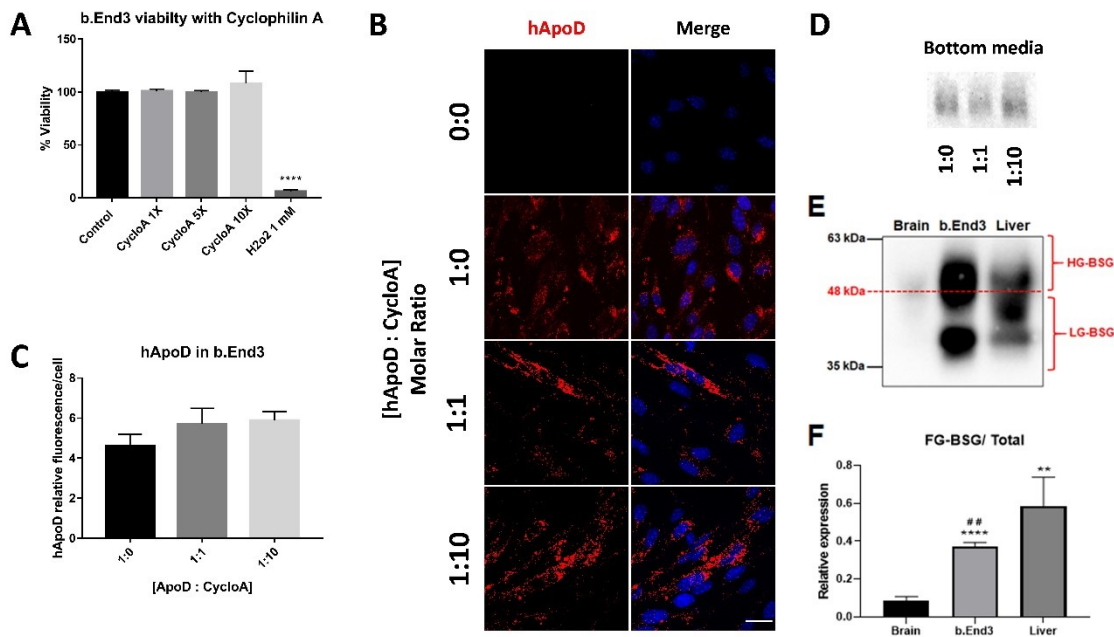 A
b.End3 viabilty with Cyclophilin A
% Viability
150
100
50
0
****
Control
CycloA 1X
CycloA 5X
CycloA 10X
H2o2 1 mM
B
hApoD
Merge
[hApoD : CycloA]
Molar Ratio
0:0
1:0
1:1
1:10
C
hApoD in b.End3
hApoD relative fluorescence/cell
8
6
4
2
0
1:0
1:1
1:10
[ApoD : CycloA]
D
Bottom media
1:0
1:1
1:10
E
Brain b.End3 Liver
63 kDa
HG-BSG
48 kDa
LG-BSG
35 kDa
F
FG-BSG/ Total
Relative expression
0.8
0.6
0.4
0.2
0.0
##
****
**
Brain
b.End3
Liver